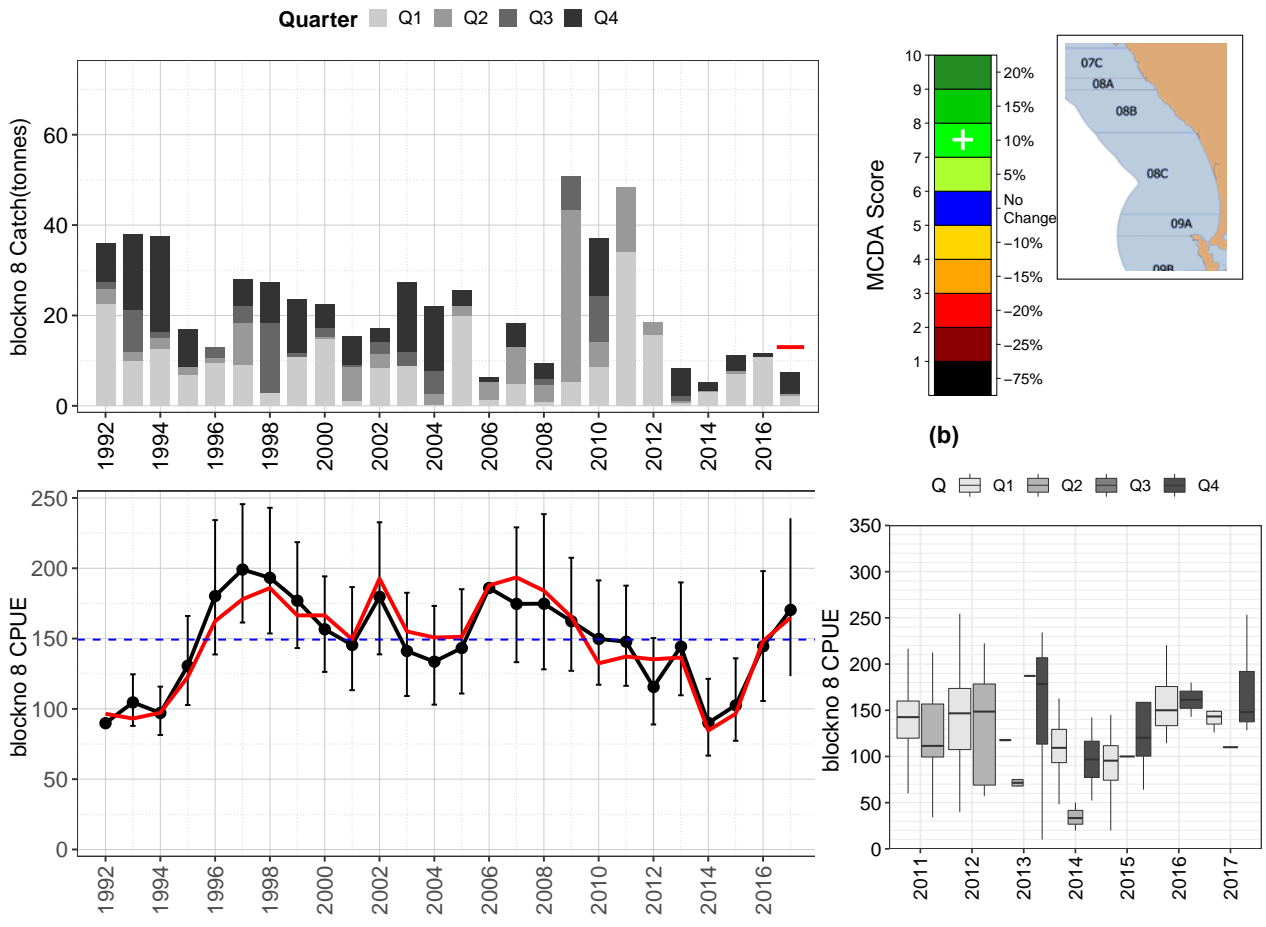 Quarter Q1 Q2 Q3 Q4
blockno 8 Catch(tonnes)
60
40
20
0
1992 1994 1996 1998 2000 2002 2004 2006 2008 2010 2012 2014 2016
MCDA Score
10
9
8
7
6
5
4
3
2
1
20%
15%
10%
5%
No
Change
−10%
−15%
−20%
−25%
−75%
07C
08A
08B
08C
09A
09B
(b)
blockno 8 CPUE
250
200
150
100
50
0
1992 1994 1996 1998 2000 2002 2004 2006 2008 2010 2012 2014 2016
Q Q1 Q2 Q3 Q4
blockno 8 CPUE
350
300
250
200
150
100
50
0
2011 2012 2013 2014 2015 2016 2017